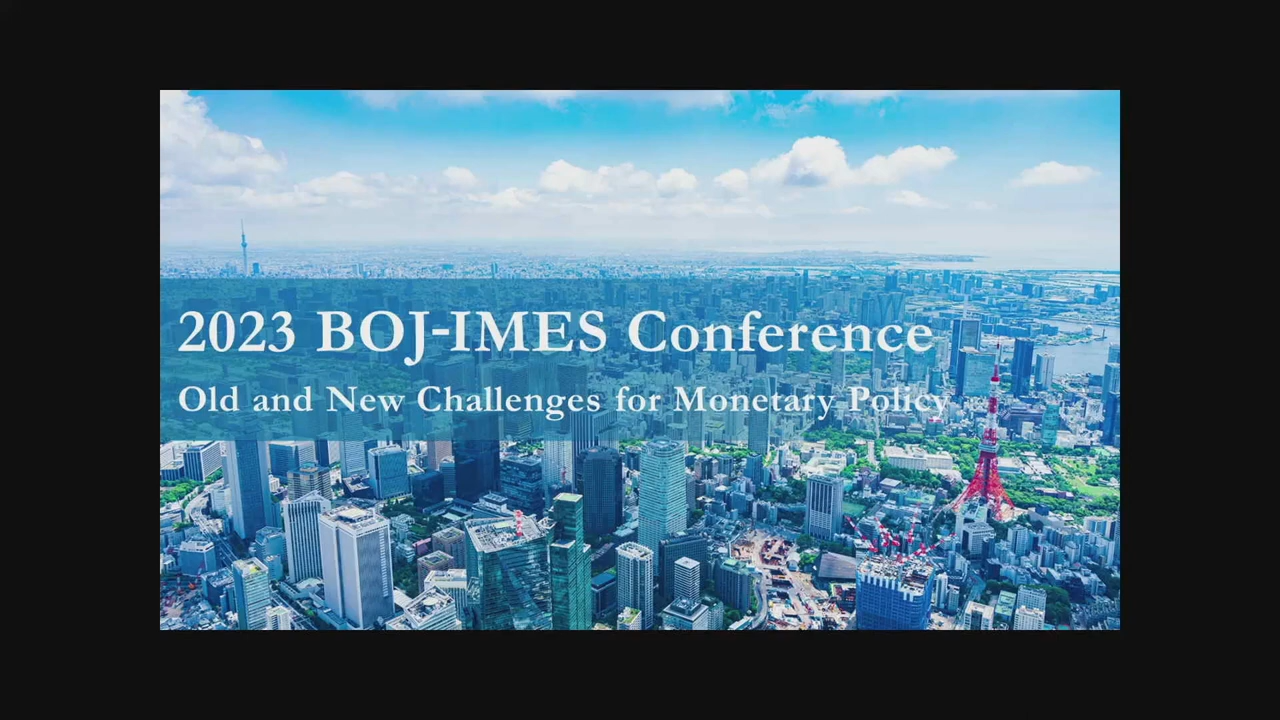 2023 BOJ-IMES Conference
Old and New Challenges for Monetary Policy